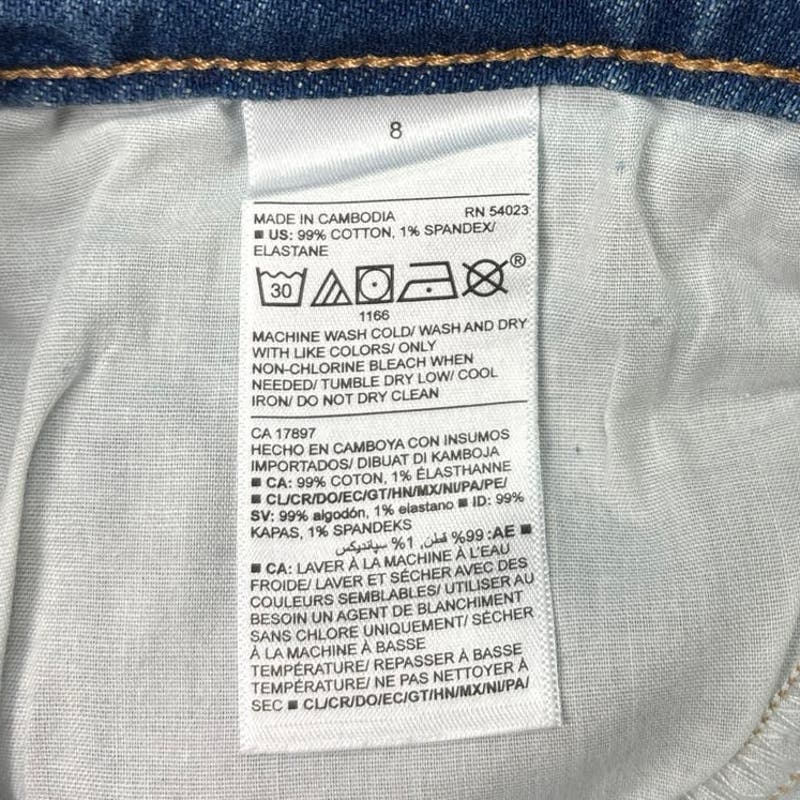 8
MADE IN CAMBODIA RN 54023
■ US: 99% COTTON, 1% SPANDEX/
ELASTANE
30 ®
1166
MACHINE WASH COLD/ WASH AND DRY
WITH LIKE COLORS/ ONLY
NON-CHLORINE BLEACH WHEN
NEEDED/ TUMBLE DRY LOW/ COOL
IRON/ DO NOT DRY CLEAN
CA 17897
HECHO EN CAMBOYA CON INSUMOS
IMPORTADOS/ DIBUAT DI KAMBOJA
■ CA: 99% COTON, 1% ÉLASTHANNE
■ CL/CR/DO/EC/GT/HN/MX/NI/PA/PE/
SV: 99% algodón, 1% elastano ■ ID: 99%
KAPAS, 1% SPANDEKS
■ AE: 99% قطن, 1% سباندیکس
■ CA: LAVER À LA MACHINE À L'EAU
FROIDE/ LAVER ET SÉCHER AVEC DES
COULEURS SEMBLABLES/ UTILISER AU
BESOIN UN AGENT DE BLANCHIMENT
SANS CHLORE UNIQUEMENT/ SÉCHER
À LA MACHINE À BASSE
TEMPÉRATURE/ REPASSER À BASSE
TEMPÉRATURE/ NE PAS NETTOYER À
SEC ■ CL/CR/DO/EC/GT/HN/MX/NI/PA/